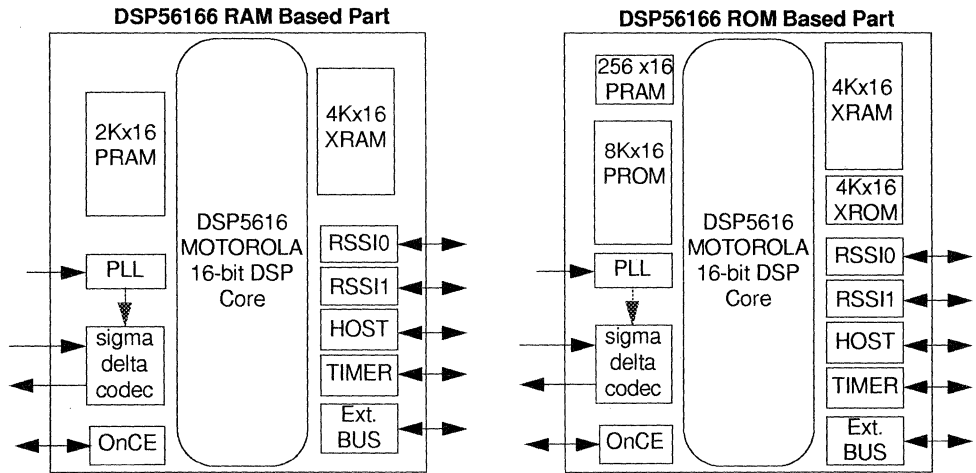 DSP56166 RAM Based Part
2Kx16
PRAM
4Kx16
XRAM
DSP5616
MOTOROLA
16-bit DSP
Core
PLL
sigma
delta
codec
OnCE
RSSI0
RSSI1
HOST
TIMER
Ext.
BUS
DSP56166 ROM Based Part
256 x16
PRAM
8Kx16
PROM
4Kx16
XRAM
4Kx16
XROM
DSP5616
MOTOROLA
16-bit DSP
Core
PLL
sigma
delta
codec
OnCE
RSSI0
RSSI1
HOST
TIMER
Ext.
BUS